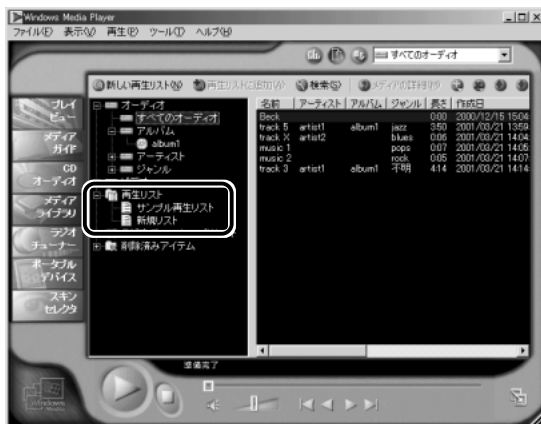 Windows Media Player
ファイル(F) 表示(V) 再生(P) ツール(T) ヘルプ(H)
すべてのオーディオ
新しい再生リスト(N) 再生リストに追加(A) 検索(S) メディアの詳細(I)
プレイ
ビュー
メディア
ガイド
CD
オーディオ
メディア
ライブラリ
ラジオ
チューナー
ポータブル
デバイス
スキン
セレクタ
オーディオ
すべてのオーディオ
アルバム
album1
アーティスト
ジャンル
再生リスト
サンプル再生リスト
新規リスト
削除済みアイテム
名前 アーティスト アルバム ジャンル 長さ 作成日
Beck 0:00 2000/12/15 15:04
track 5 artist1 album1 jazz 3:50 2001/03/21 13:59
track X artist2 blues 0:06 2001/03/21 14:04
music 1 pops 0:07 2001/03/21 14:05
music 2 rock 0:05 2001/03/21 14:07
track 3 artist1 album1 不明 4:14 2001/03/21 14:14
準備完了
Windows